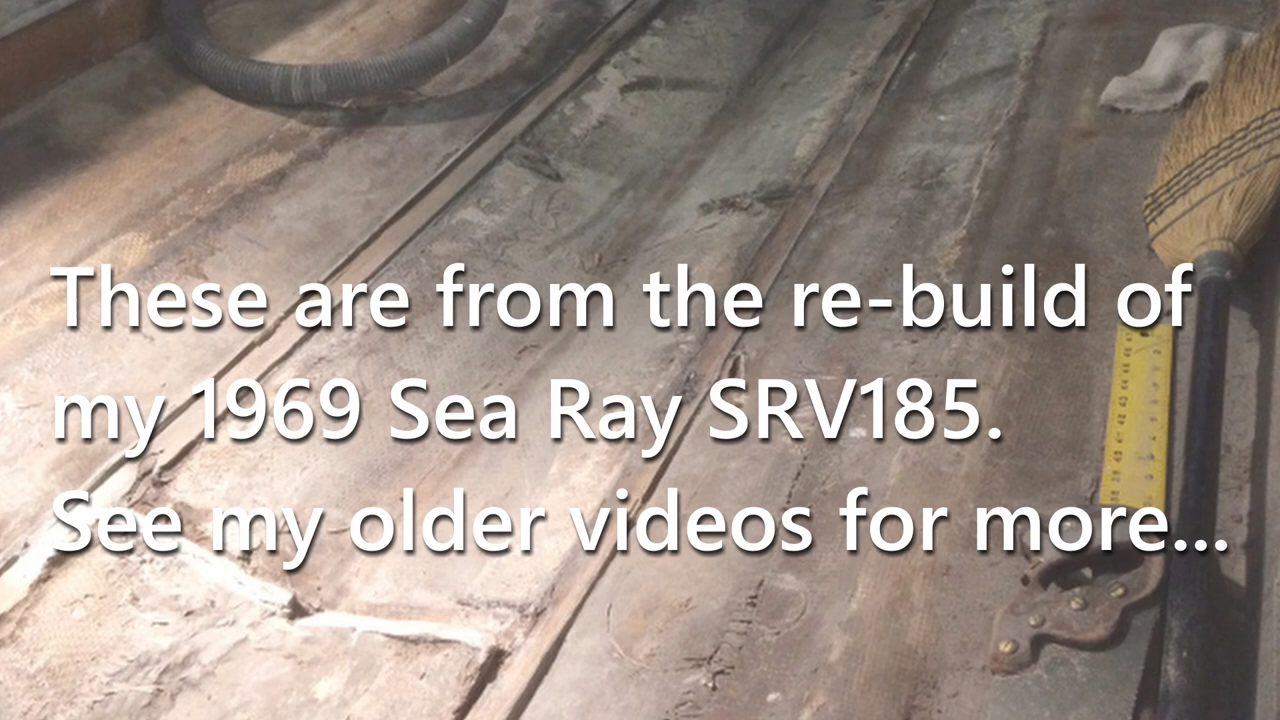 These are from the re-build of
my 1969 Sea Ray SRV185.
See my older videos for more...